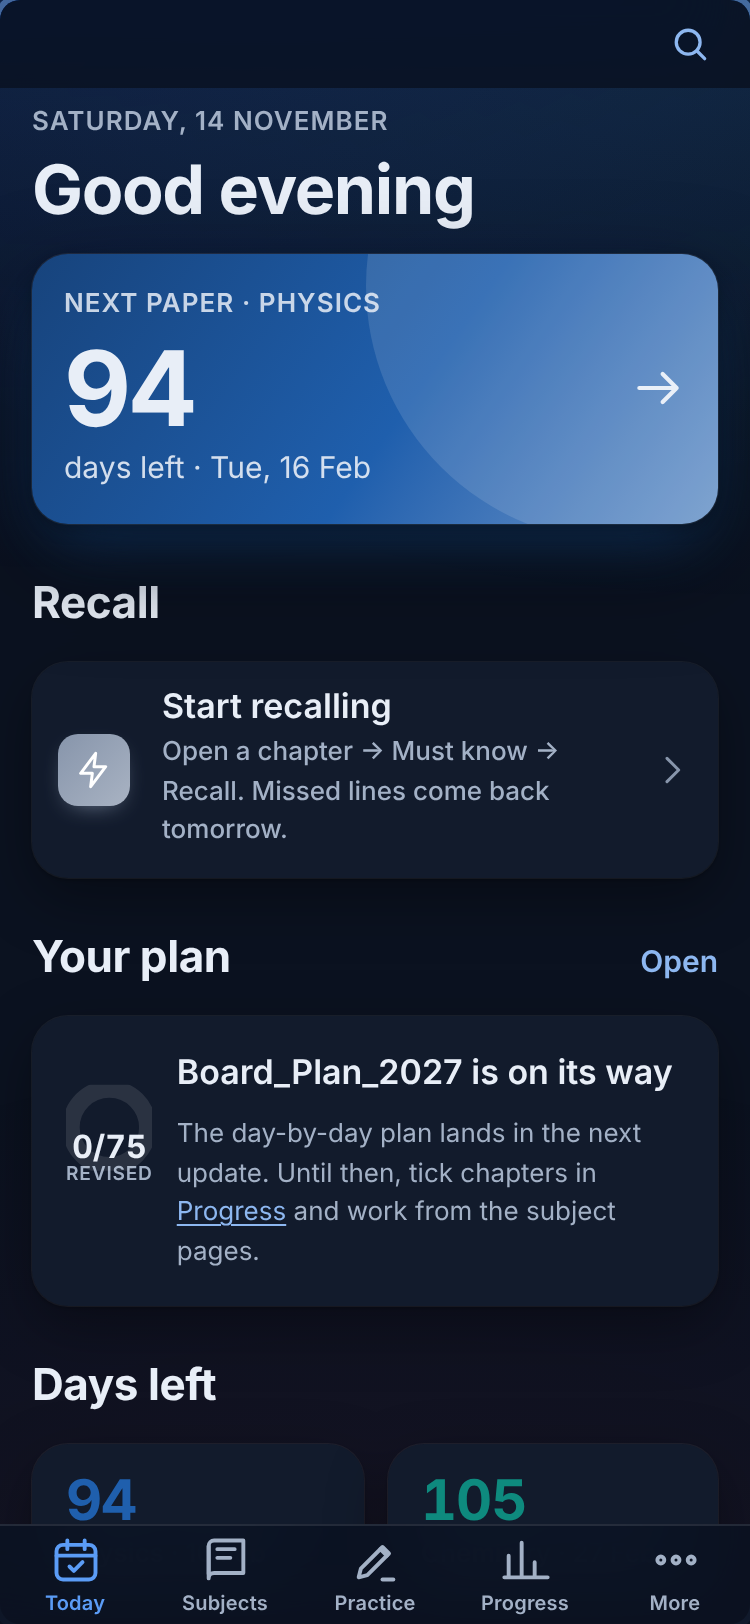 SATURDAY, 14 NOVEMBER
Good evening
NEXT PAPER · PHYSICS
94
days left · Tue, 16 Feb
Recall
Start recalling
Open a chapter → Must know →
Recall. Missed lines come back
tomorrow.
Your plan
Open
Board_Plan_2027 is on its way
0/75
REVISED
The day-by-day plan lands in the next
update. Until then, tick chapters in
Progress and work from the subject
pages.
Days left
94
105
Today
Subjects
Practice
Progress
More